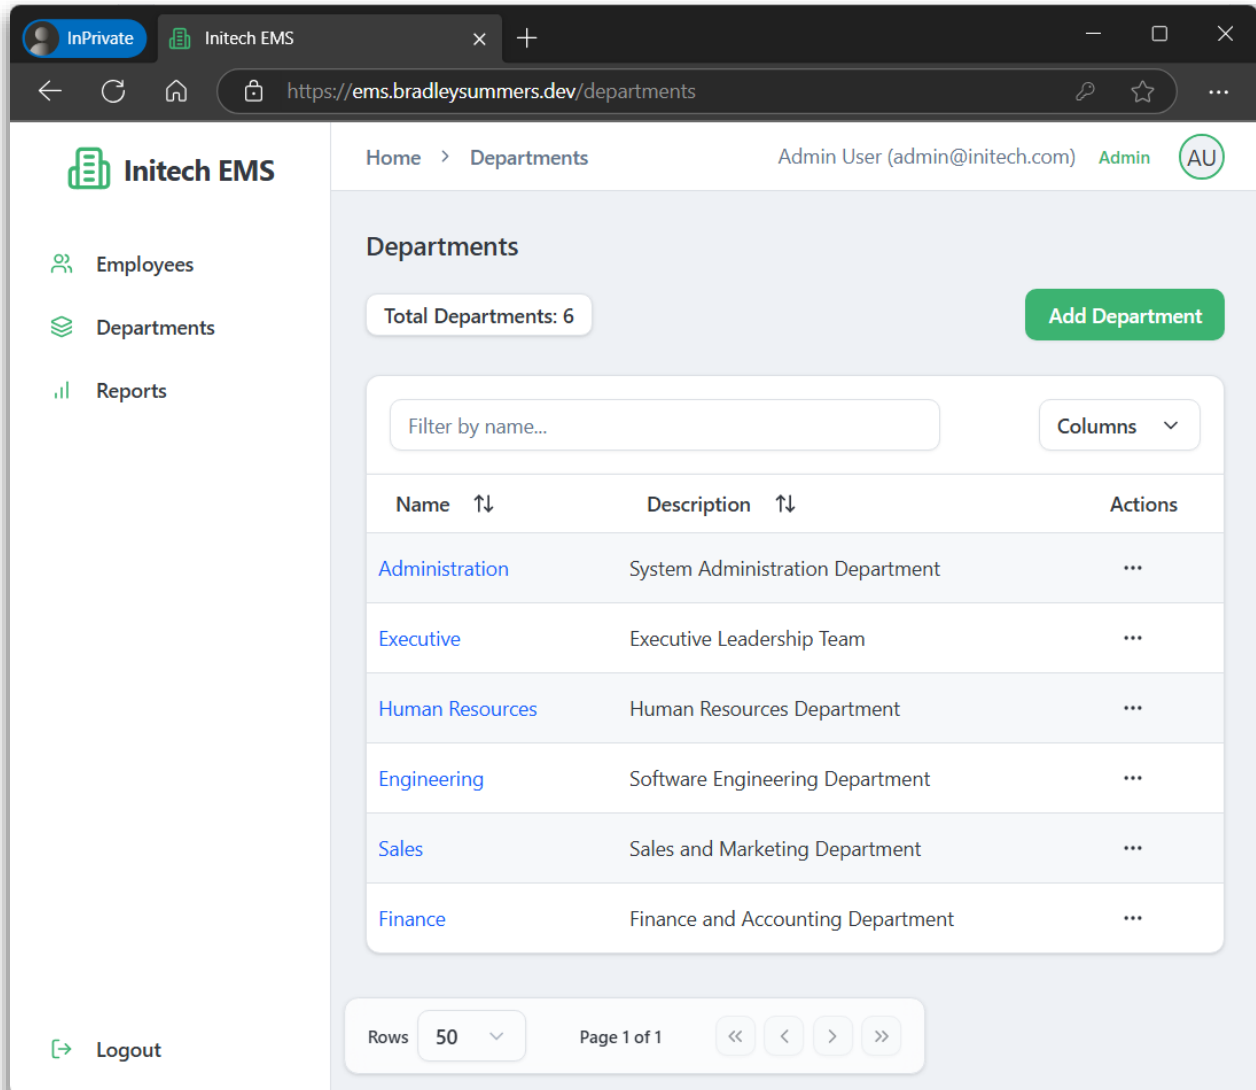 InPrivate
Initech EMS
https://ems.bradleysummers.dev/departments
Initech EMS
Home > Departments
Admin User (admin@initech.com) Admin AU
Employees
Departments
Reports
Logout
Departments
Total Departments: 6
Add Department
Filter by name...
Columns
Name Description Actions
Administration System Administration Department
Executive Executive Leadership Team
Human Resources Human Resources Department
Engineering Software Engineering Department
Sales Sales and Marketing Department
Finance Finance and Accounting Department
Rows 50 Page 1 of 1